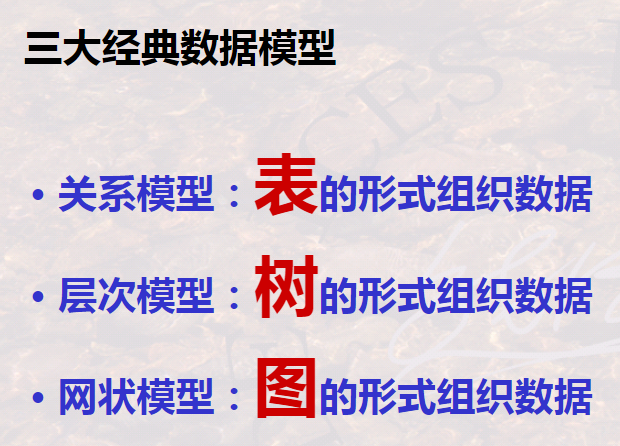 三大经典数据模型
• 关系模型：表的形式组织数据
• 层次模型：树的形式组织数据
• 网状模型：图的形式组织数据